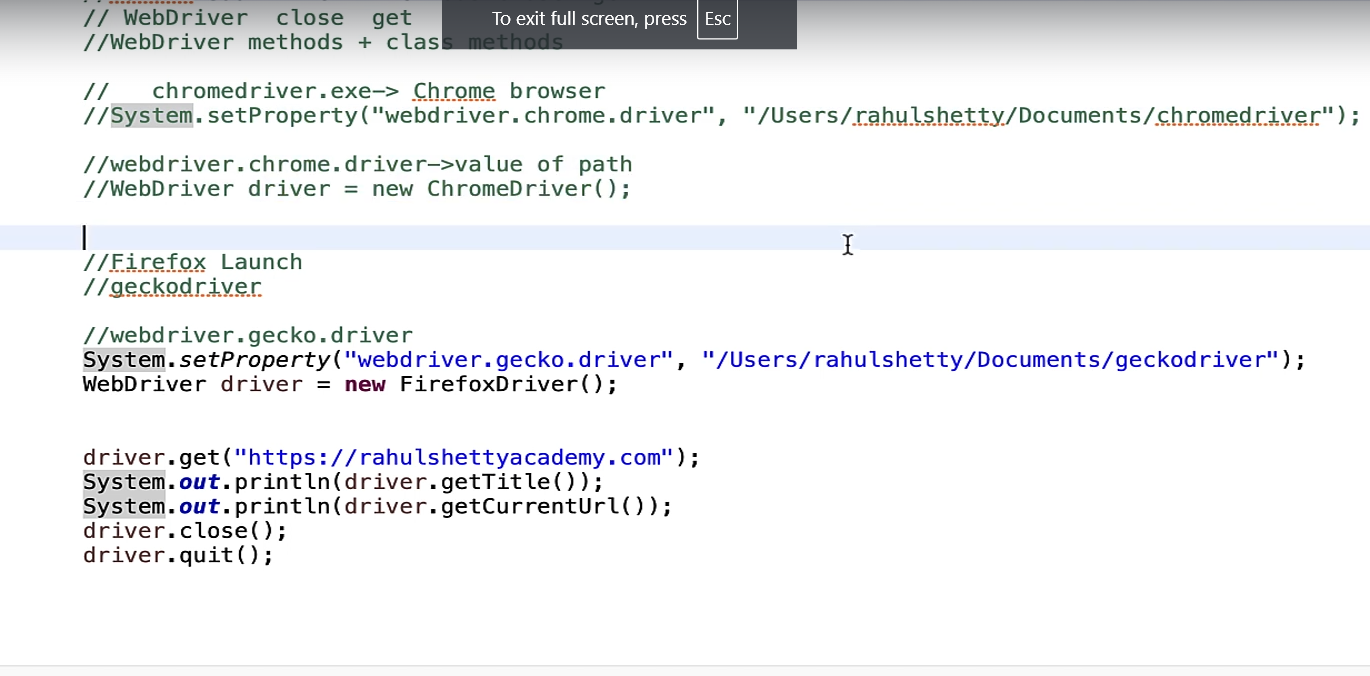 // WebDriver close get
To exit full screen, press Esc
//WebDriver methods + class methods
// chromedriver.exe-> Chrome browser
//System.setProperty("webdriver.chrome.driver", "/Users/rahulshetty/Documents/chromedriver");
//webdriver.chrome.driver->value of path
//WebDriver driver = new ChromeDriver();
//Firefox Launch
//geckodriver
//webdriver.gecko.driver
System.setProperty("webdriver.gecko.driver", "/Users/rahulshetty/Documents/geckodriver");
WebDriver driver = new FirefoxDriver();
driver.get("https://rahulshettyacademy.com");
System.out.println(driver.getTitle());
System.out.println(driver.getCurrentUrl());
driver.close();
driver.quit();